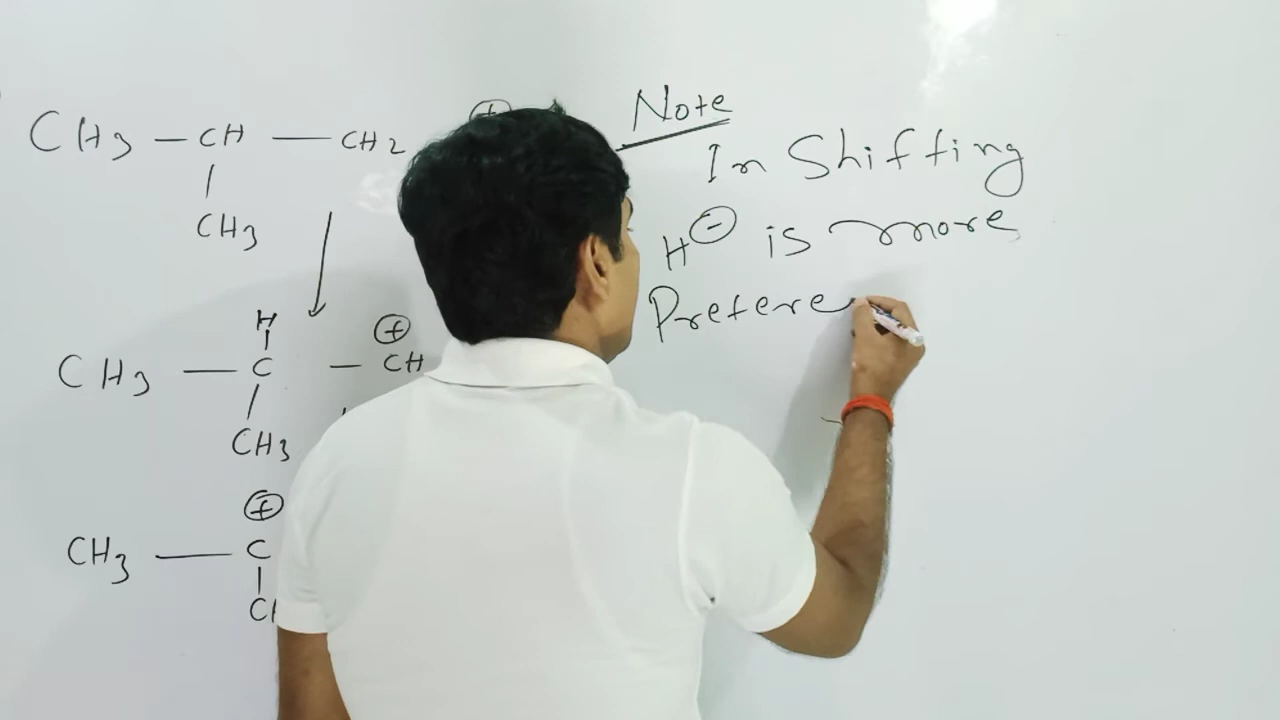 CH3 — CH — CH2 ⊕
CH3
H
CH3 — C — CH ⊕
CH3
⊕
CH3 — C
Note
In Shifting
H⊖ is more
Prefere